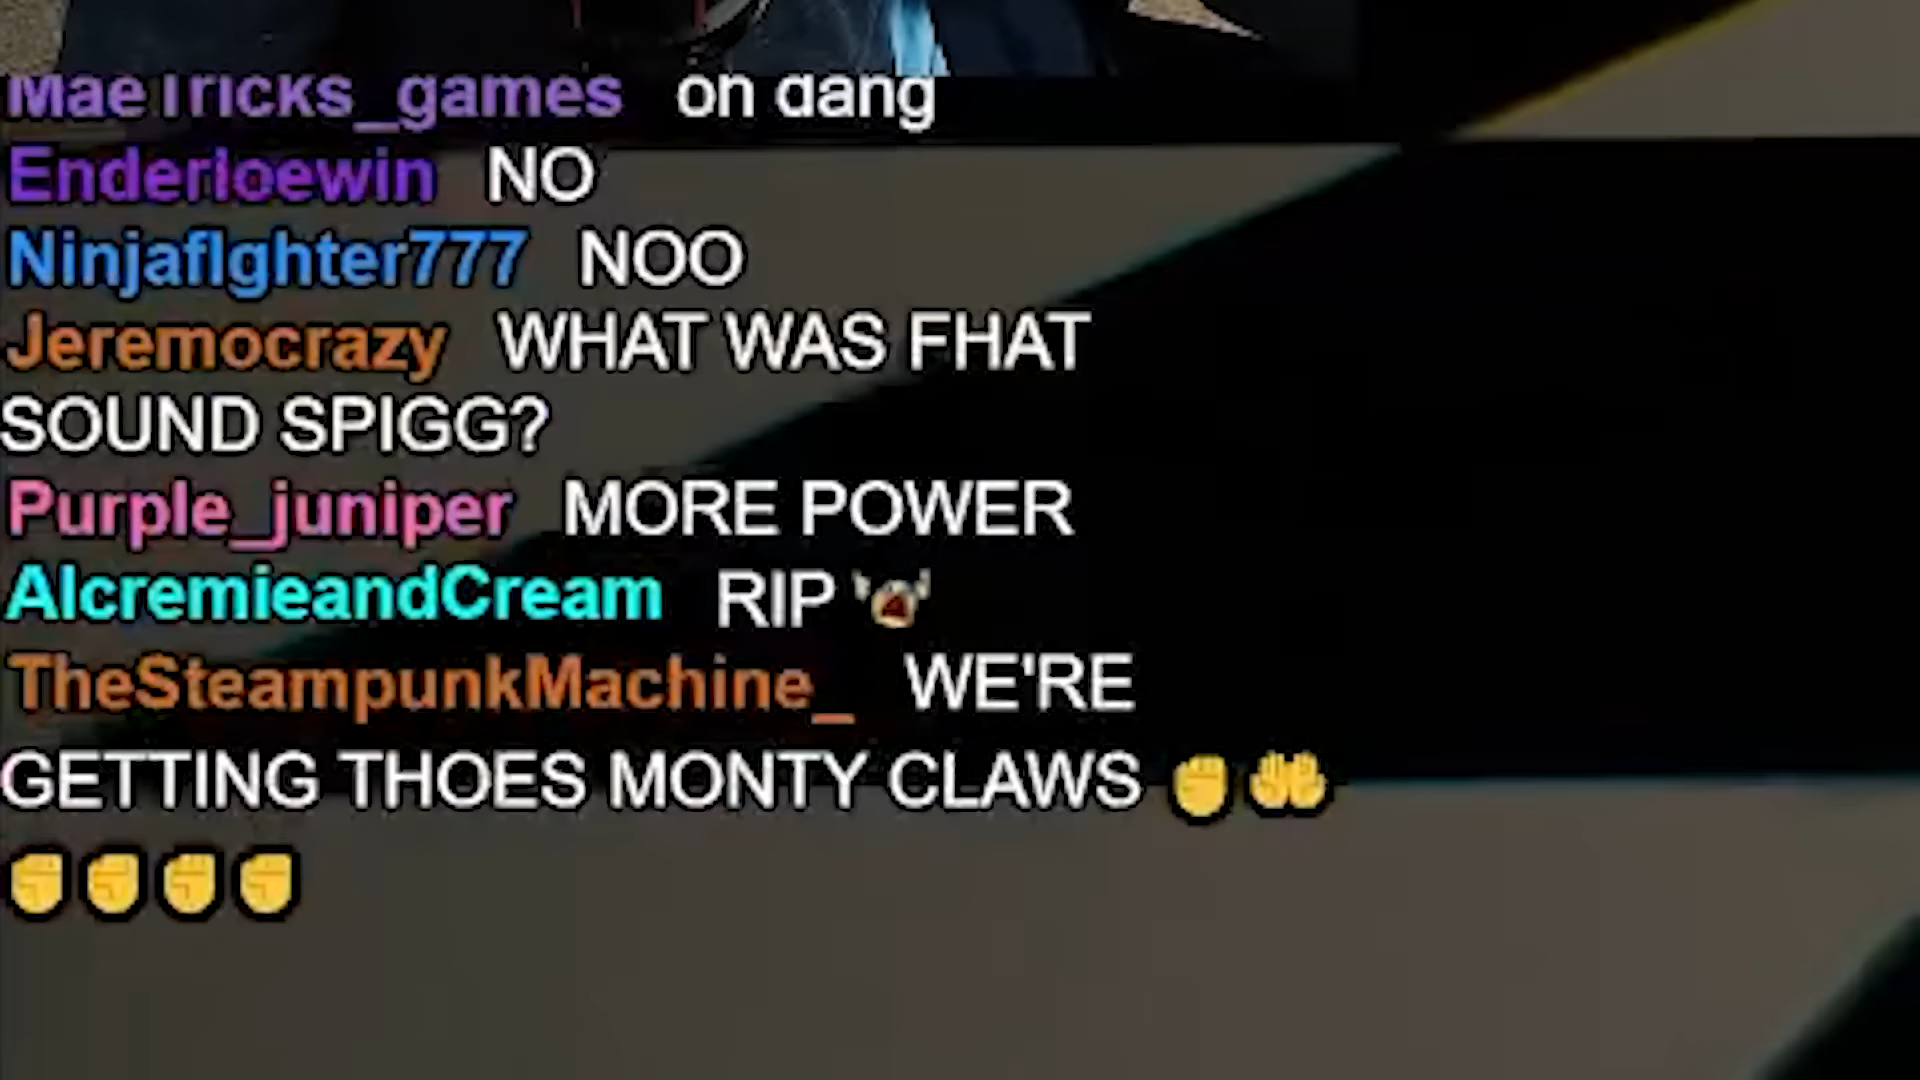 MaeTricks_games oh dang
Enderloewin NO
NinjafIghter777 NOO
Jeremocrazy WHAT WAS FHAT
SOUND SPIGG?
Purple_juniper MORE POWER
AlcremieandCream RIP
TheSteampunkMachine_ WE'RE
GETTING THOES MONTY CLAWS ✊🤲
✊✊✊✊